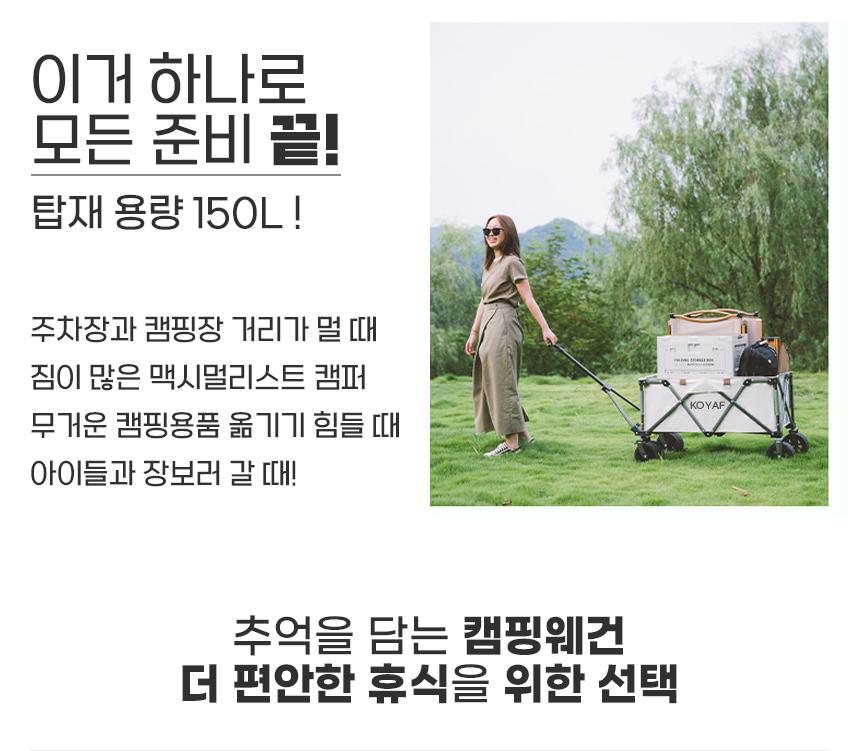 이거 하나로
모든 준비 끝!
탑재 용량 150L !
주차장과 캠핑장 거리가 멀 때
짐이 많은 맥시멀리스트 캠퍼
무거운 캠핑용품 옮기기 힘들 때
아이들과 장보러 갈 때!
FOLDING STORAGE BOX
KOYAF
추억을 담는 캠핑웨건
더 편안한 휴식을 위한 선택